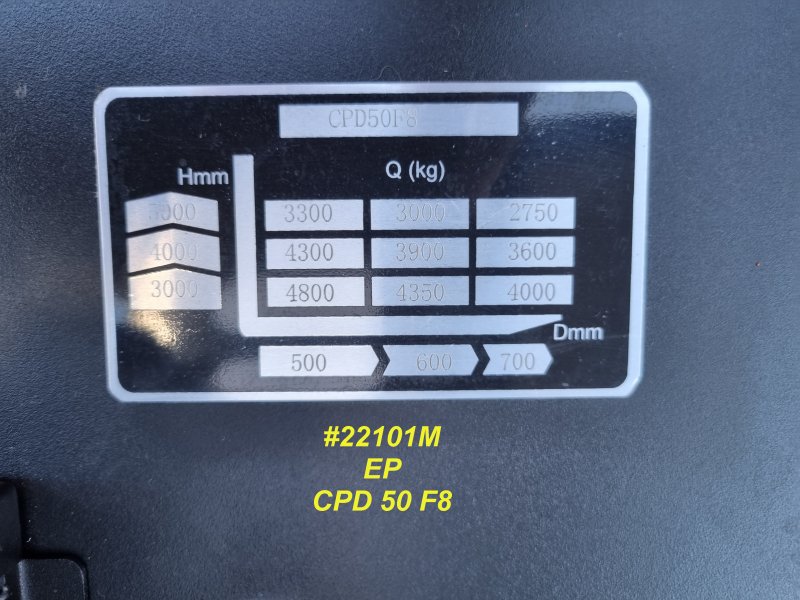 CPD50F8
Hmm Q (kg)
5000 3300 3000 2750
4000 4300 3900 3600
3000 4800 4350 4000
Dmm
500 600 700
#22101M
EP
CPD 50 F8